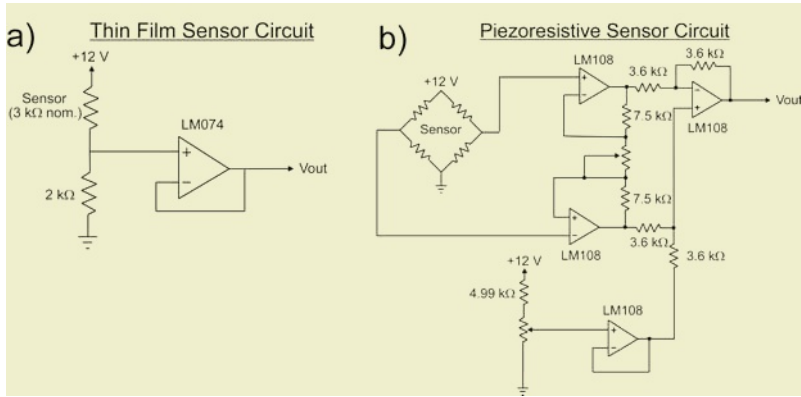 a) Thin Film Sensor Circuit
+12 V
Sensor
(3 kΩ nom.)
LM074
+
−
Vout
2 kΩ
b) Piezoresistive Sensor Circuit
LM108
3.6 kΩ
3.6 kΩ
+12 V
+
−
−
+
Vout
Sensor
7.5 kΩ
LM108
7.5 kΩ
+
−
3.6 kΩ
LM108
3.6 kΩ
+12 V
4.99 kΩ
LM108
+
−